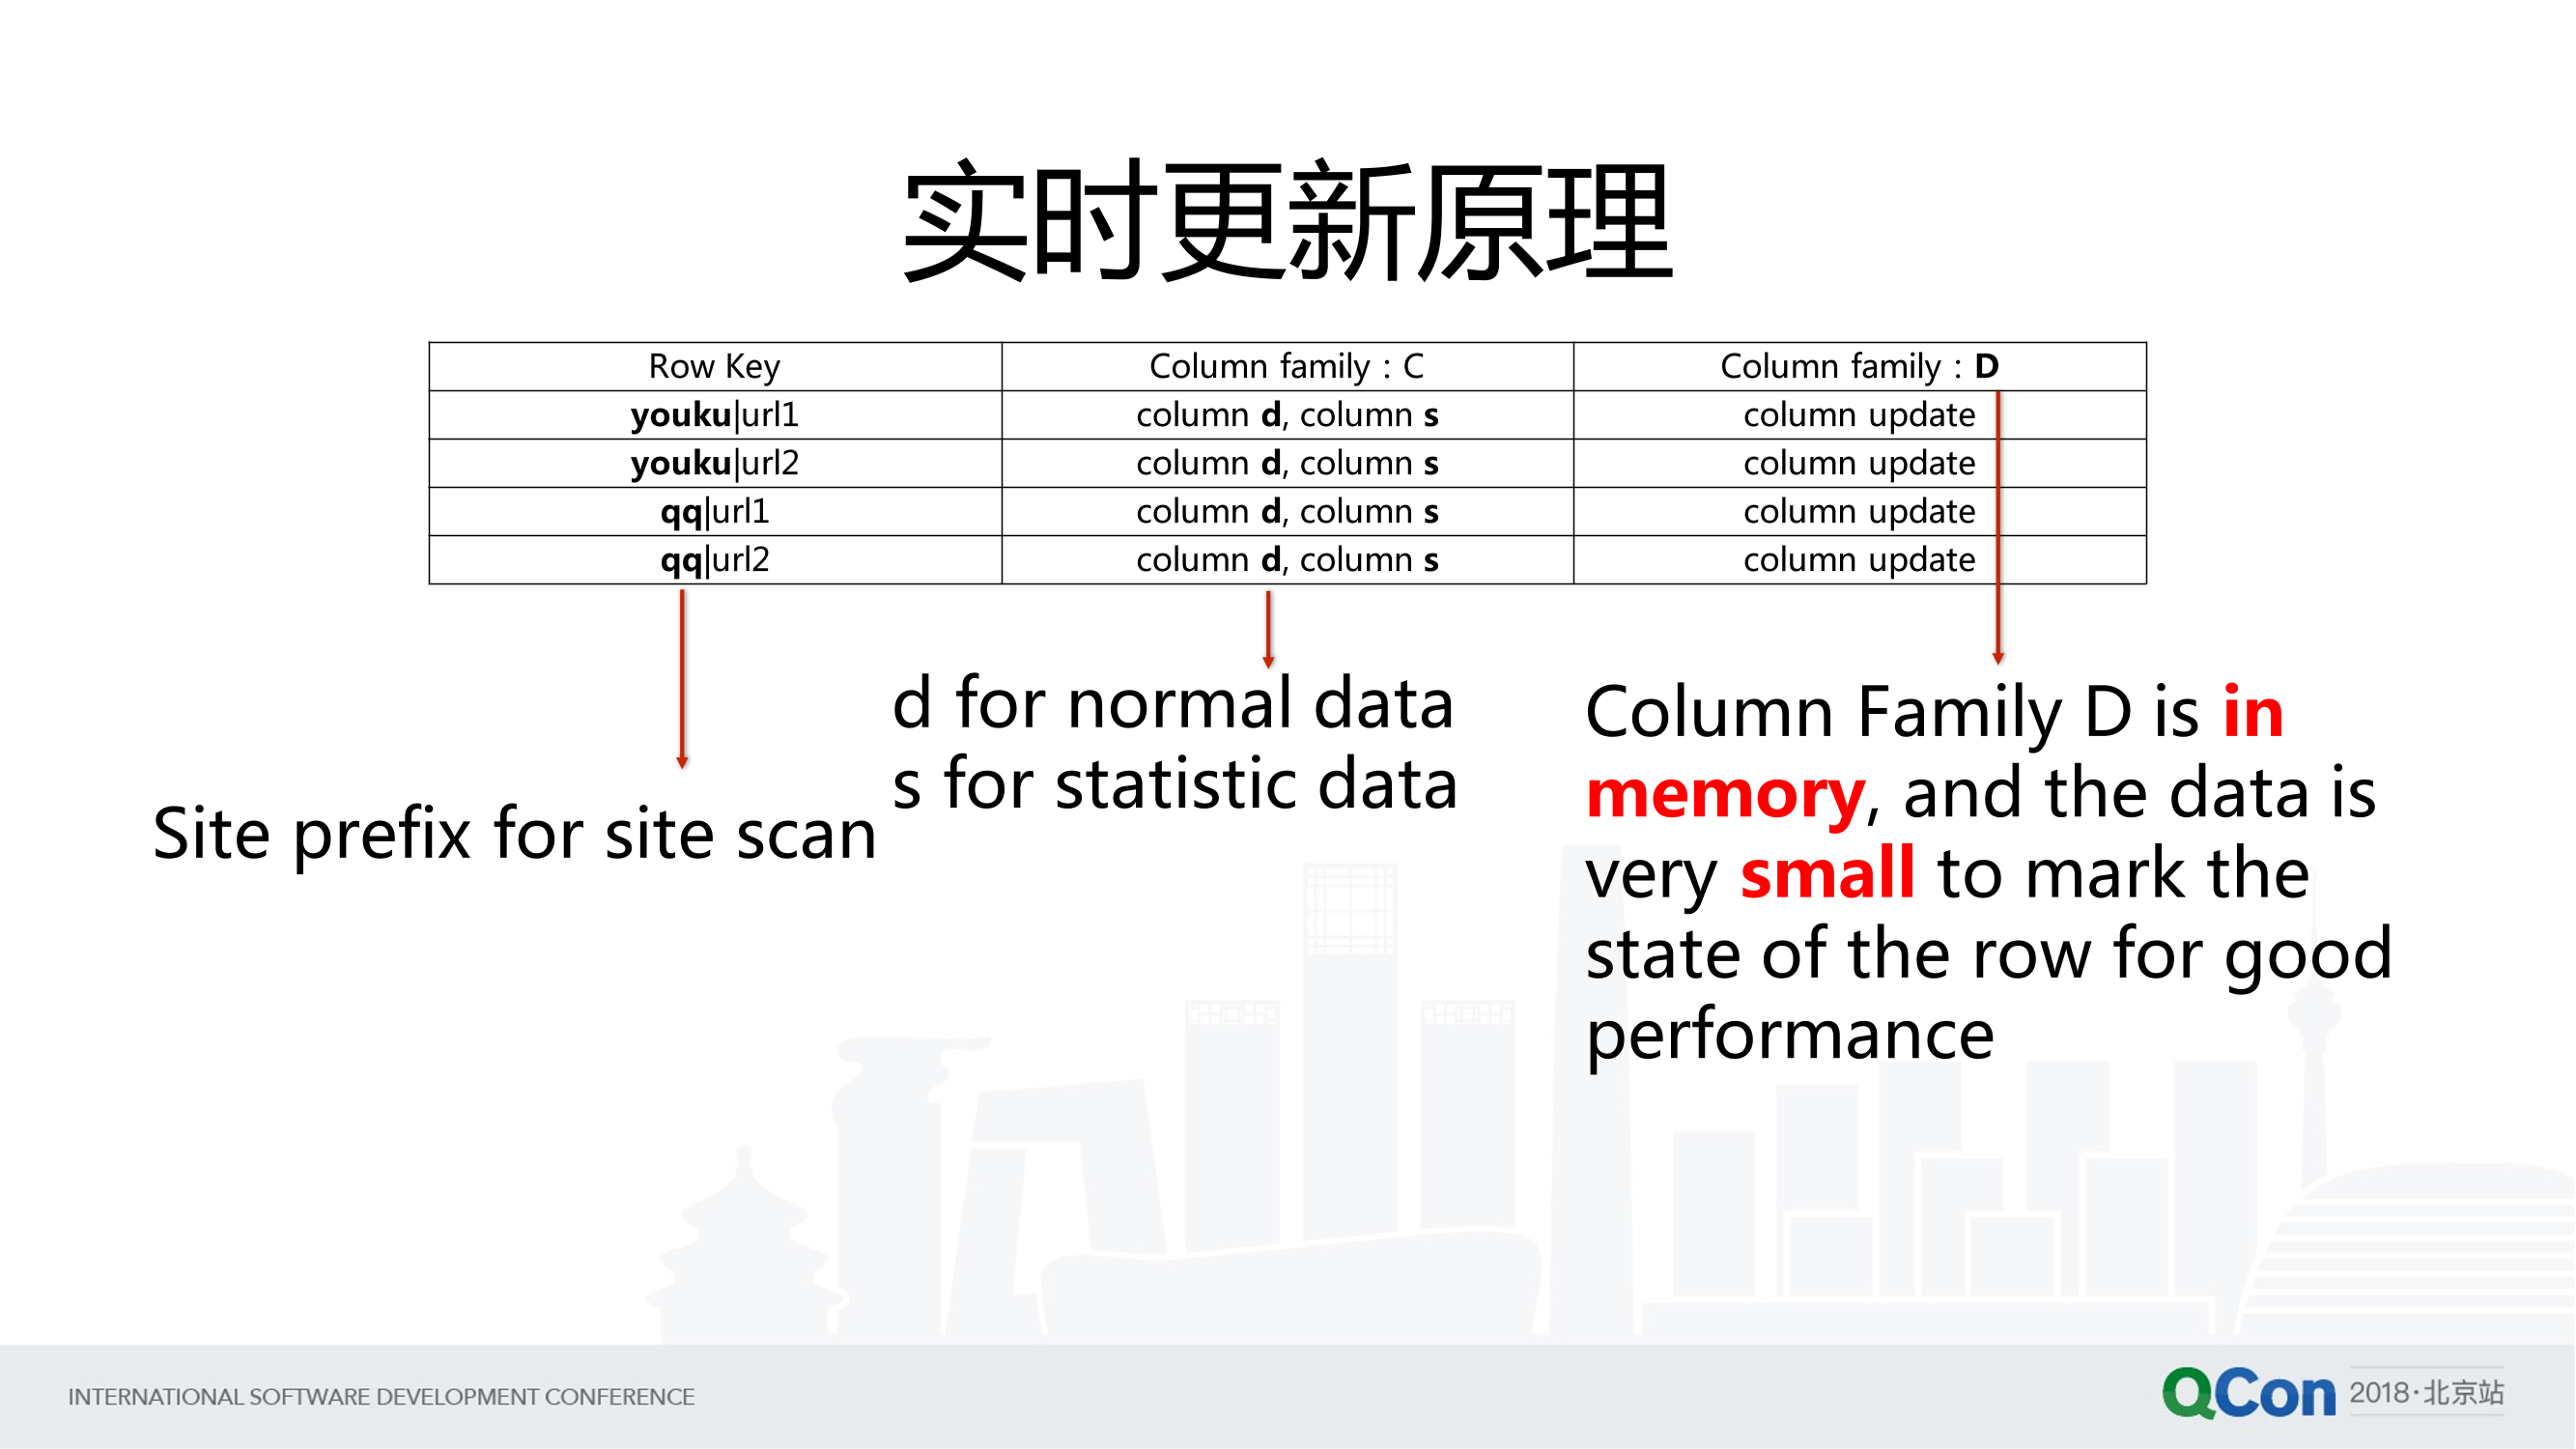 实时更新原理
Row Key Column family : C Column family : D
youku|url1 column d, column s column update
youku|url2 column d, column s column update
qq|url1 column d, column s column update
qq|url2 column d, column s column update
Site prefix for site scan
d for normal data
s for statistic data
Column Family D is in
memory, and the data is
very small to mark the
state of the row for good
performance
INTERNATIONAL SOFTWARE DEVELOPMENT CONFERENCE
QCon 2018·北京站